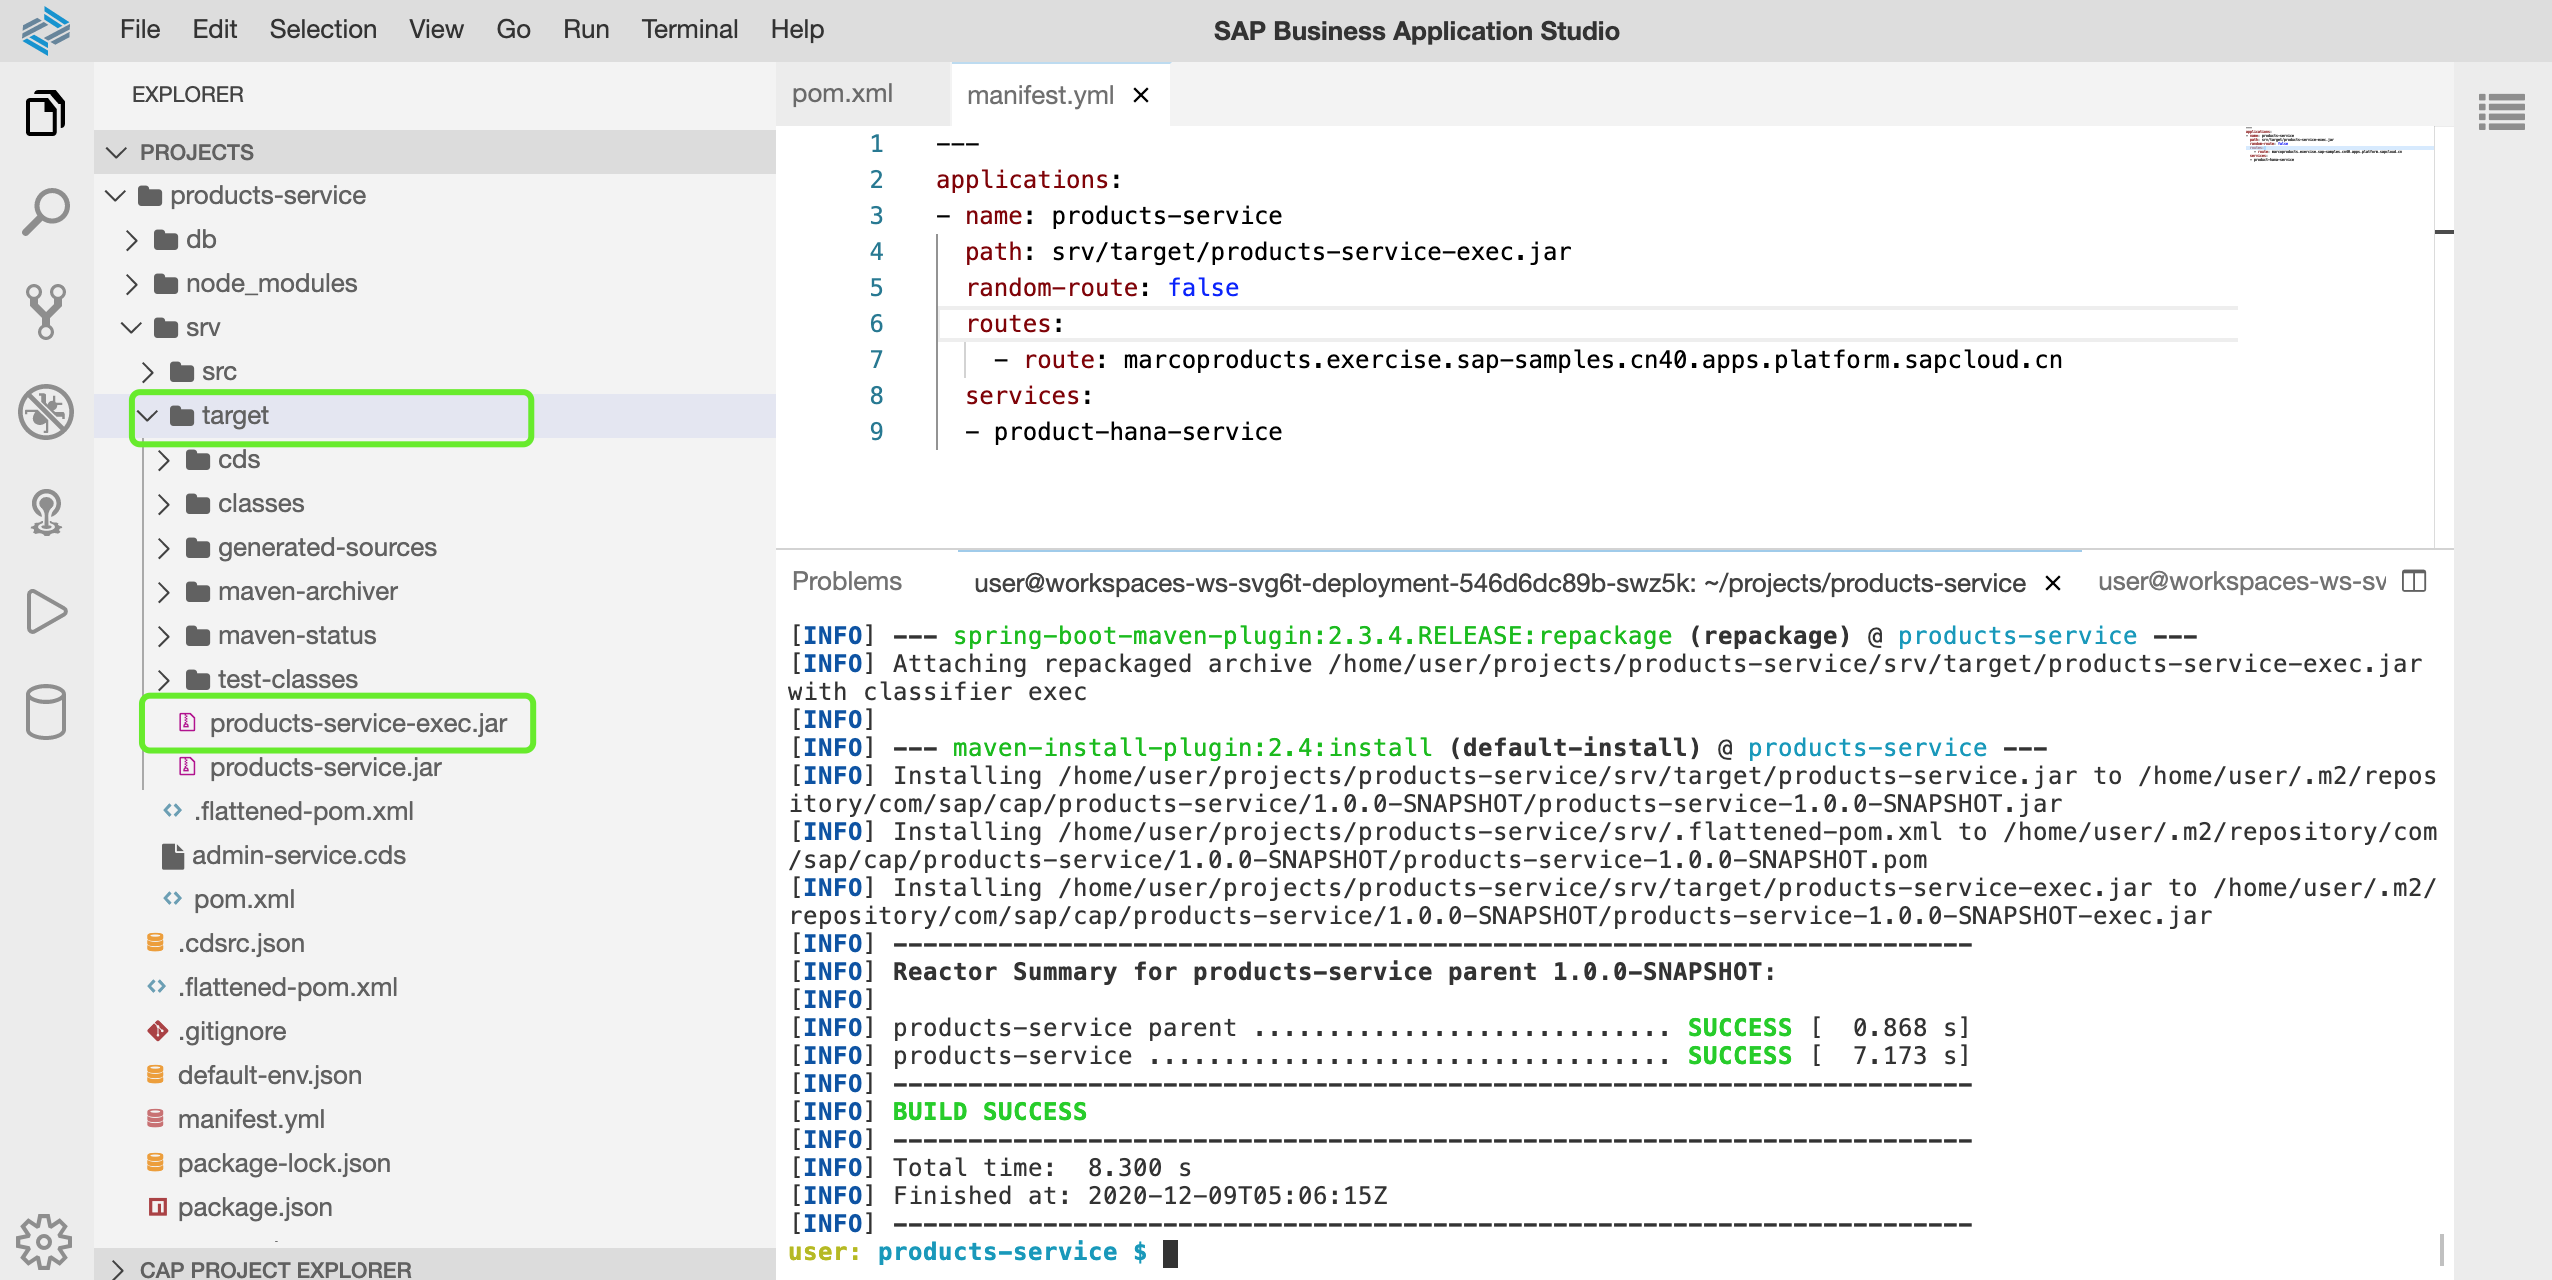 File Edit Selection View Go Run Terminal Help
SAP Business Application Studio
EXPLORER
PROJECTS
products-service
db
node_modules
srv
src
target
cds
classes
generated-sources
maven-archiver
maven-status
test-classes
products-service-exec.jar
products-service.jar
.flattened-pom.xml
admin-service.cds
pom.xml
.cdsrc.json
.flattened-pom.xml
.gitignore
default-env.json
manifest.yml
package-lock.json
package.json
CAP PROJECT EXPLORER
pom.xml
manifest.yml
1 ---
2 applications:
3 - name: products-service
4 path: srv/target/products-service-exec.jar
5 random-route: false
6 routes:
7 - route: marcoproducts.exercise.sap-samples.cn40.apps.platform.sapcloud.cn
8 services:
9 - product-hana-service
Problems
user@workspaces-ws-svg6t-deployment-546d6dc89b-swz5k: ~/projects/products-service
user@workspaces-ws-sv
[INFO] --- spring-boot-maven-plugin:2.3.4.RELEASE:repackage (repackage) @ products-service ---
[INFO] Attaching repackaged archive /home/user/projects/products-service/srv/target/products-service-exec.jar
with classifier exec
[INFO]
[INFO] --- maven-install-plugin:2.4:install (default-install) @ products-service ---
[INFO] Installing /home/user/projects/products-service/srv/target/products-service.jar to /home/user/.m2/repos
itory/com/sap/cap/products-service/1.0.0-SNAPSHOT/products-service-1.0.0-SNAPSHOT.jar
[INFO] Installing /home/user/projects/products-service/srv/.flattened-pom.xml to /home/user/.m2/repository/com
/sap/cap/products-service/1.0.0-SNAPSHOT/products-service-1.0.0-SNAPSHOT.pom
[INFO] Installing /home/user/projects/products-service/srv/target/products-service-exec.jar to /home/user/.m2/
repository/com/sap/cap/products-service/1.0.0-SNAPSHOT/products-service-1.0.0-SNAPSHOT-exec.jar
[INFO] ------------------------------------------------------------------------
[INFO] Reactor Summary for products-service parent 1.0.0-SNAPSHOT:
[INFO]
[INFO] products-service parent ............................ SUCCESS [  0.868 s]
[INFO] products-service ................................... SUCCESS [  7.173 s]
[INFO] ------------------------------------------------------------------------
[INFO] BUILD SUCCESS
[INFO] ------------------------------------------------------------------------
[INFO] Total time:  8.300 s
[INFO] Finished at: 2020-12-09T05:06:15Z
[INFO] ------------------------------------------------------------------------
user: products-service $